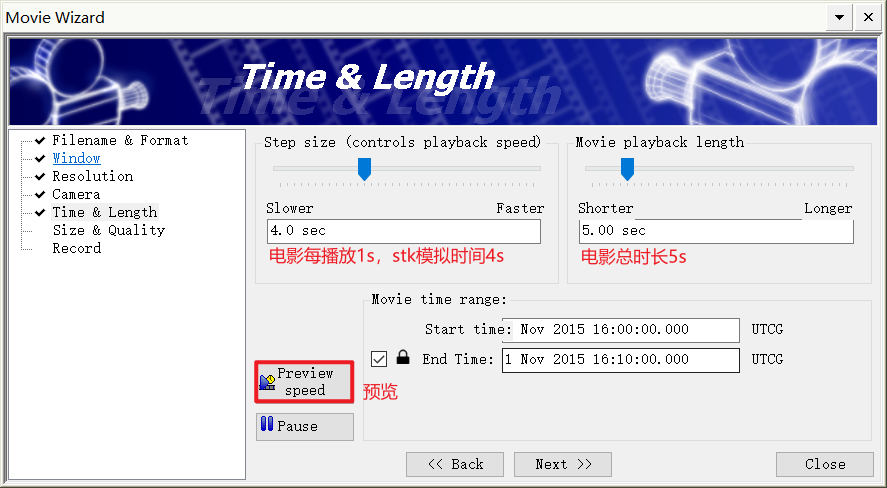 Movie Wizard
Time & Length
Filename & Format
Window
Resolution
Camera
Time & Length
Size & Quality
Record
Step size (controls playback speed)
Slower Faster
4.0 sec
电影每播放1s，stk模拟时间4s
Movie playback length
Shorter Longer
5.00 sec
电影总时长5s
Movie time range:
Start time: Nov 2015 16:00:00.000 UTCG
End Time: 1 Nov 2015 16:10:00.000 UTCG
Preview
speed
预览
Pause
<< Back Next >> Close